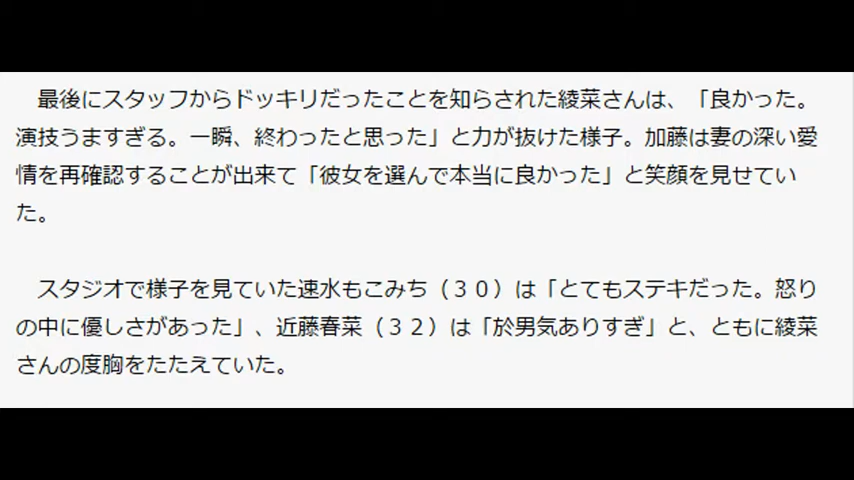 最後にスタッフからドッキリだったことを知らされた綾菜さんは、「良かった。
演技うますぎる。一瞬、終わったと思った」と力が抜けた様子。加藤は妻の深い愛
情を再確認することが出来て「彼女を選んで本当に良かった」と笑顔を見せてい
た。
スタジオで様子を見ていた速水もこみち（３０）は「とてもステキだった。怒り
の中に優しさがあった」、近藤春菜（３２）は「於男気ありすぎ」と、ともに綾菜
さんの度胸をたたえていた。